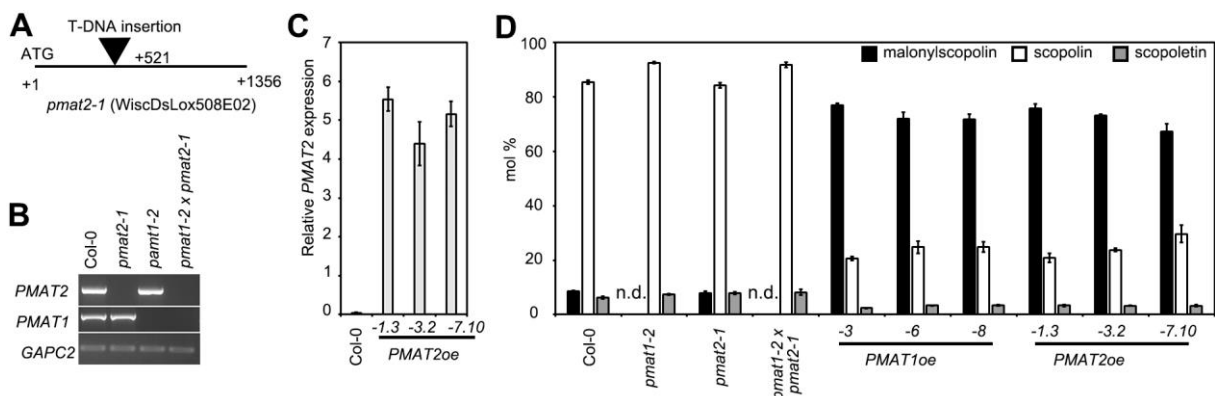 A
T-DNA insertion
ATG
+521
+1
+1356
pmat2-1 (WiscDsLox508E02)
B
Col-0
pmat2-1
pamt1-2
pmat1-2 x pmat2-1
PMAT2
PMAT1
GAPC2
C
Relative PMAT2 expression
7
6
5
4
3
2
1
0
Col-0
-1.3
-3.2
-7.10
PMAT2oe
D
malonylscopolin
scopolin
scopoletin
mol %
100
80
60
40
20
0
n.d.
n.d.
Col-0
pmat1-2
pmat2-1
pmat1-2 x
pmat2-1
-3
-6
-8
PMAT1oe
-1.3
-3.2
-7.10
PMAT2oe